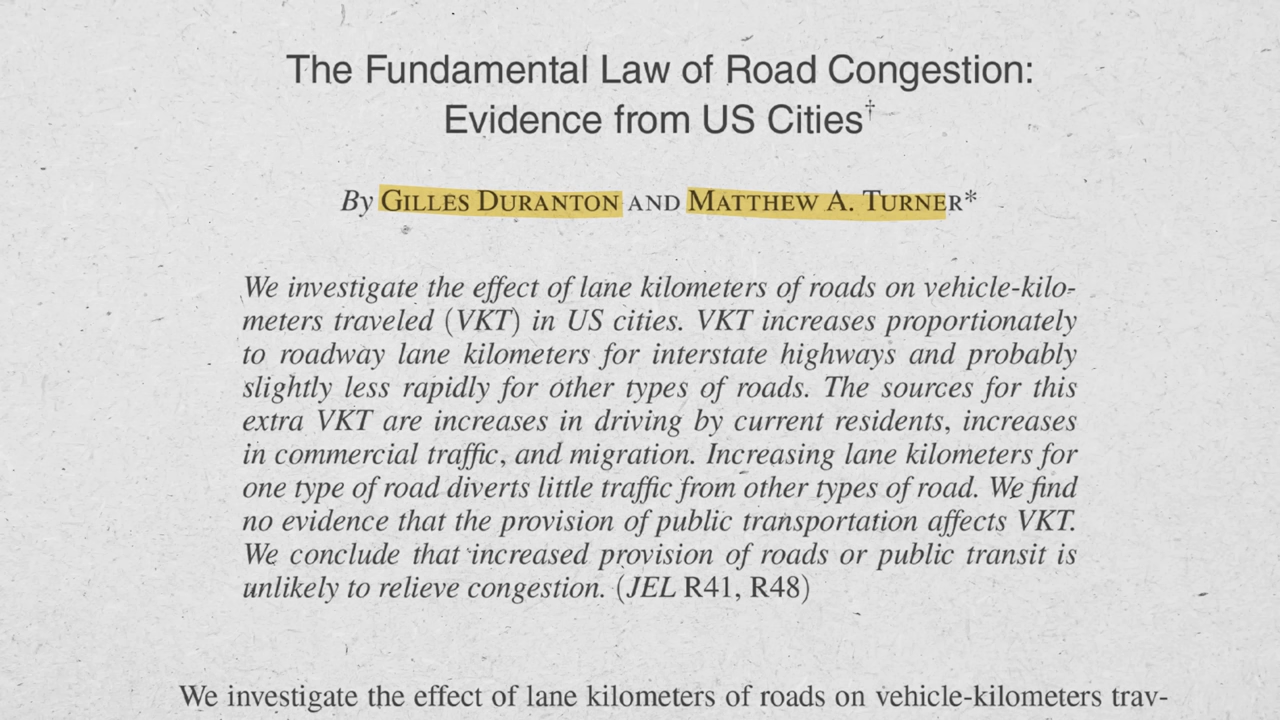 The Fundamental Law of Road Congestion:
Evidence from US Cities†
By Gilles Duranton and Matthew A. Turner*
We investigate the effect of lane kilometers of roads on vehicle-kilo-
meters traveled (VKT) in US cities. VKT increases proportionately
to roadway lane kilometers for interstate highways and probably
slightly less rapidly for other types of roads. The sources for this
extra VKT are increases in driving by current residents, increases
in commercial traffic, and migration. Increasing lane kilometers for
one type of road diverts little traffic from other types of road. We find
no evidence that the provision of public transportation affects VKT.
We conclude that increased provision of roads or public transit is
unlikely to relieve congestion. (JEL R41, R48)
We investigate the effect of lane kilometers of roads on vehicle-kilometers trav-